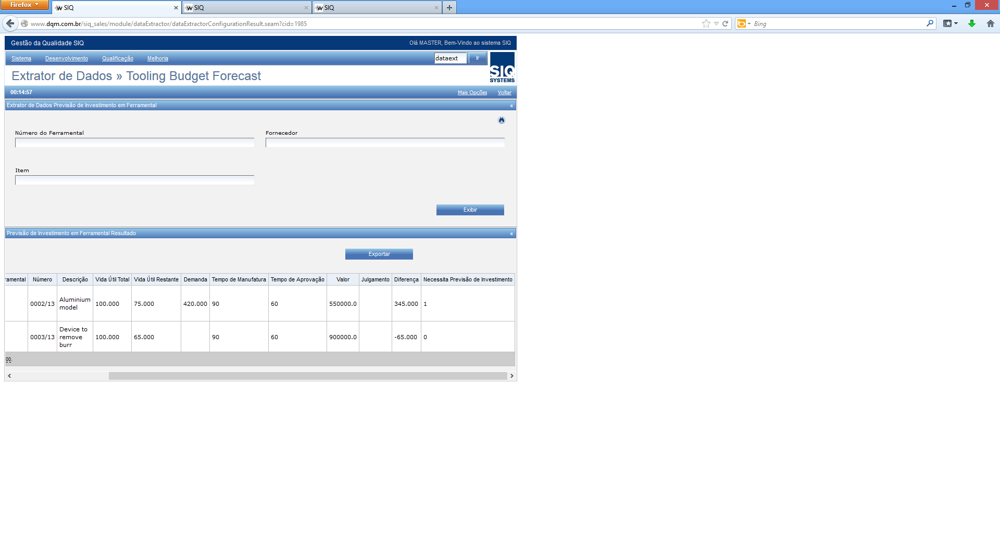 Firefox
SIQ
SIQ
SIQ
www.dqm.com.br/siq_sales/module/dataExtractor/dataExtractorConfigurationResult.seam?cid=1985
Bing
Gestão da Qualidade SIQ
Olá MASTER, Bem-Vindo ao sistema SIQ
Sistema Desenvolvimento Qualificação Melhoria
dataext Ir
SIQ
SYSTEMS
Extrator de Dados » Tooling Budget Forecast
00:14:57
Mais Opções Voltar
Extrator de Dados Previsão de Investimento em Ferramental «
Número do Ferramental Fornecedor
Item
Exibir
Previsão de Investimento em Ferramental Resultado «
Exportar
ramental Número Descrição Vida Útil Total Vida Útil Restante Demanda Tempo de Manufatura Tempo de Aprovação Valor Julgamento Diferença Necessita Previsão de Investimento
0002/13 Aluminium model 100.000 75.000 420.000 90 60 550000.0 345.000 1
0003/13 Device to remove burr 100.000 65.000 90 60 900000.0 -65.000 0
00.